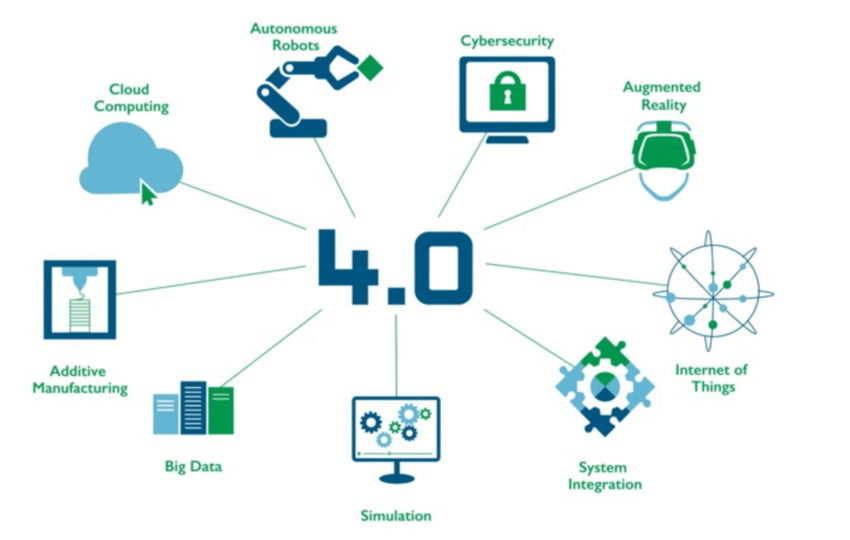 Autonomous
Robots
Cybersecurity
Cloud
Computing
Augmented
Reality
4.0
Additive
Manufacturing
Internet of
Things
Big Data
System
Integration
Simulation